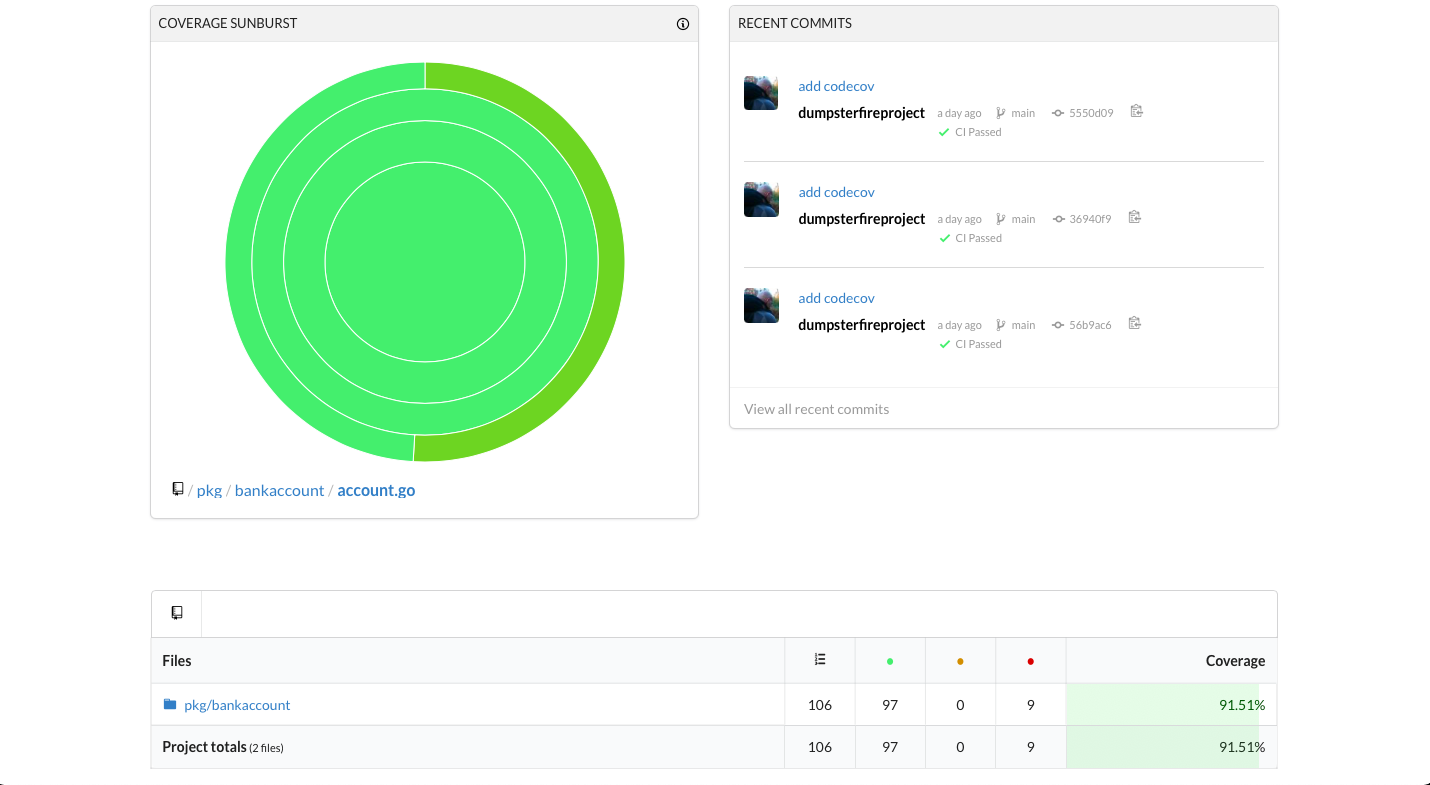 COVERAGE SUNBURST
/ pkg / bankaccount / account.go
RECENT COMMITS
add codecov
dumpsterfireproject a day ago main 5550d09
CI Passed
add codecov
dumpsterfireproject a day ago main 36940f9
CI Passed
add codecov
dumpsterfireproject a day ago main 56b9ac6
CI Passed
View all recent commits
Files Coverage
pkg/bankaccount 106 97 0 9 91.51%
Project totals (2 files) 106 97 0 9 91.51%